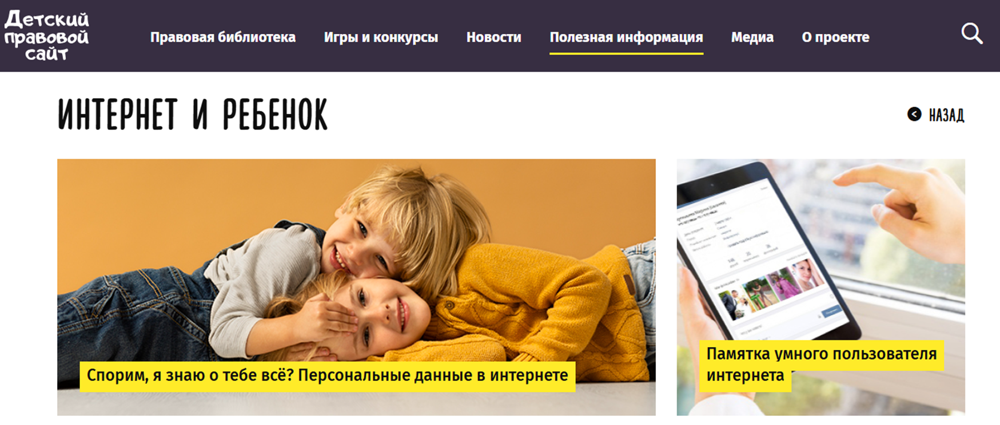 Детский
правовой
сайт
Правовая библиотека
Игры и конкурсы
Новости
Полезная информация
Медиа
О проекте
ИНТЕРНЕТ И РЕБЕНОК
НАЗАД
Спорим, я знаю о тебе всё? Персональные данные в интернете
Памятка умного пользователя
интернета